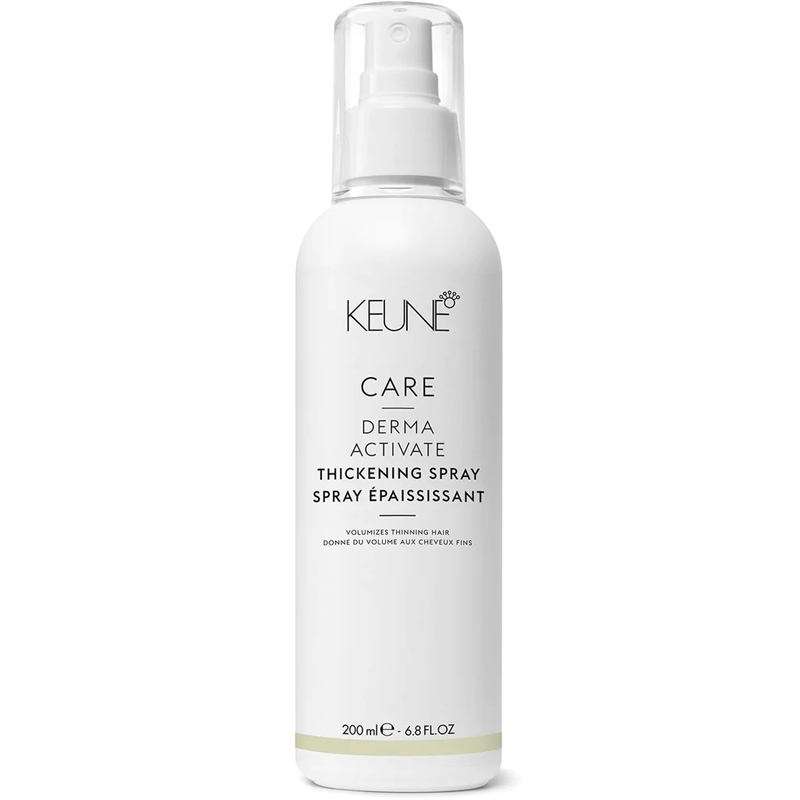 KEUNE
CARE
DERMA
ACTIVATE
THICKENING SPRAY
SPRAY ÉPAISSISSANT
VOLUMIZES THINNING HAIR
DONNE DU VOLUME AUX CHEVEUX FINS
200 ml ℮ - 6.8 FL.OZ